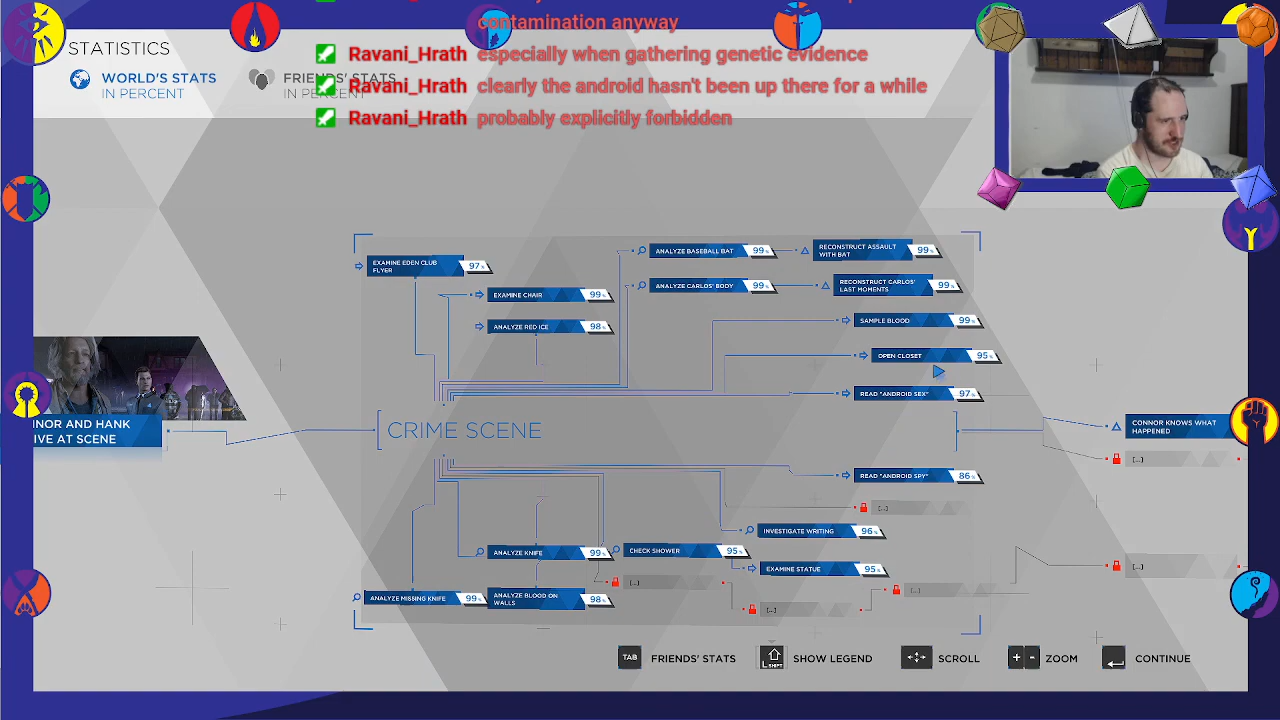 contamination anyway
STATISTICS
Ravani_Hrath especially when gathering genetic evidence
WORLD'S STATS
IN PERCENT
FRIENDS' STATS
IN PERCENT
Ravani_Hrath clearly the android hasn't been up there for a while
Ravani_Hrath probably explicitly forbidden
EXAMINE EDEN CLUB
FLYER
97%
ANALYZE BASEBALL BAT 99%
RECONSTRUCT ASSAULT
WITH BAT
99%
EXAMINE CHAIR 99%
ANALYZE CARLOS' BODY 99%
RECONSTRUCT CARLOS'
LAST MOMENTS
99%
ANALYZE RED ICE 98%
SAMPLE BLOOD 99%
OPEN CLOSET 95%
READ "ANDROID SEX" 97%
NNOR AND HANK
IVE AT SCENE
CRIME SCENE
CONNOR KNOWS WHAT
HAPPENED
[...]
READ "ANDROID SPY" 86%
[...]
INVESTIGATE WRITING 96%
ANALYZE KNIFE 99%
CHECK SHOWER 95%
EXAMINE STATUE 95%
[...]
[...]
[...]
[...]
ANALYZE MISSING KNIFE 99%
ANALYZE BLOOD ON
WALLS
98%
TAB FRIENDS' STATS
L SHIFT SHOW LEGEND
SCROLL
+ - ZOOM
CONTINUE